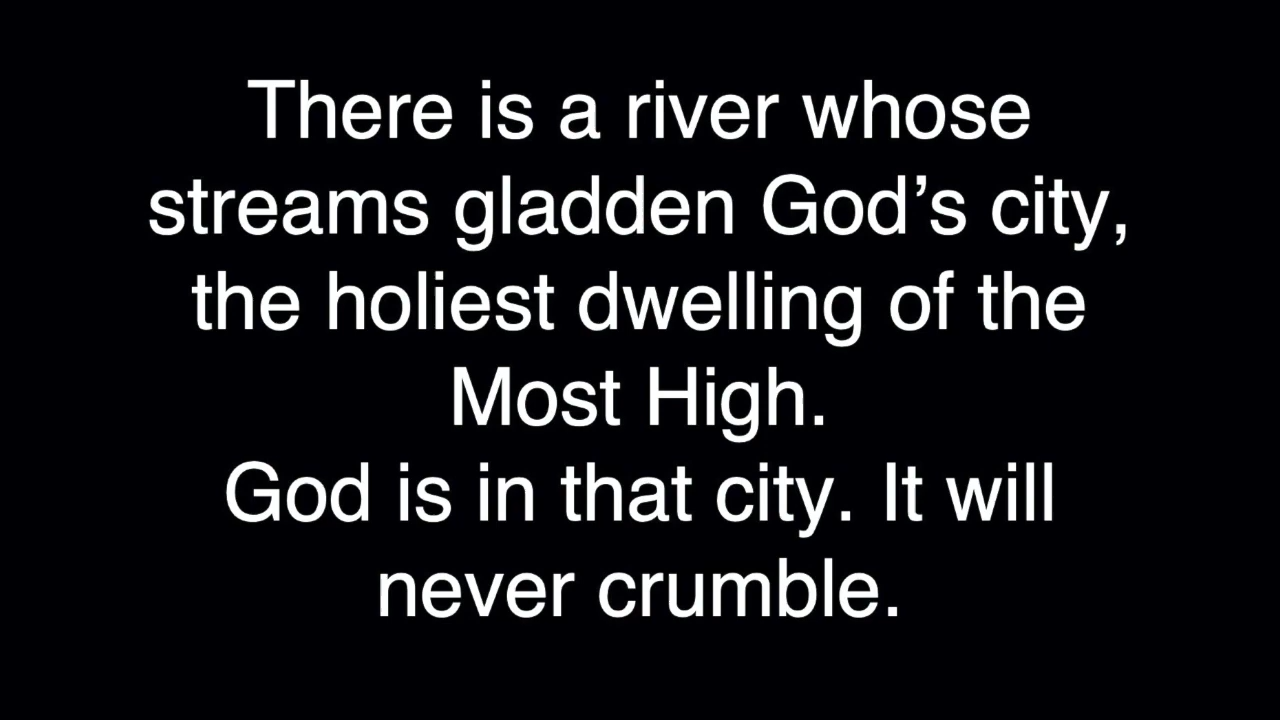 There is a river whose
streams gladden God’s city,
the holiest dwelling of the
Most High.
God is in that city. It will
never crumble.